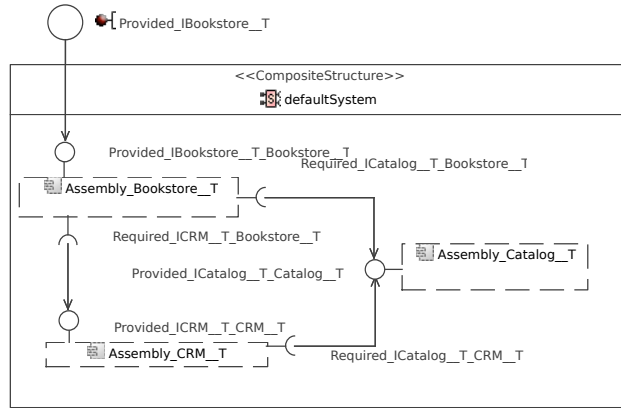 Provided_IBookstore__T
<<CompositeStructure>>
defaultSystem
Provided_IBookstore__T_Bookstore__T
Required_ICatalog__T_Bookstore__T
Assembly_Bookstore__T
Required_ICRM__T_Bookstore__T
Assembly_Catalog__T
Provided_ICatalog__T_Catalog__T
Provided_ICRM__T_CRM__T
Assembly_CRM__T
Required_ICatalog__T_CRM__T